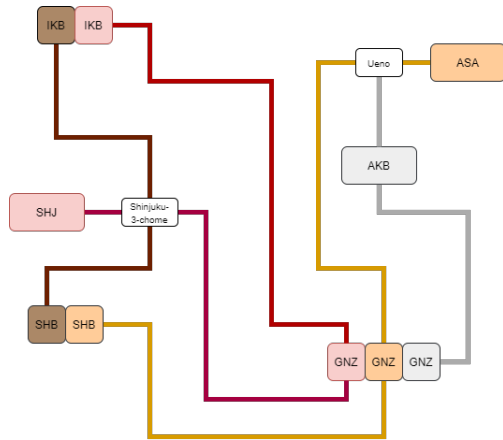 IKB IKB
Ueno
ASA
AKB
SHJ
Shinjuku-
3-chome
SHB SHB
GNZ GNZ GNZ